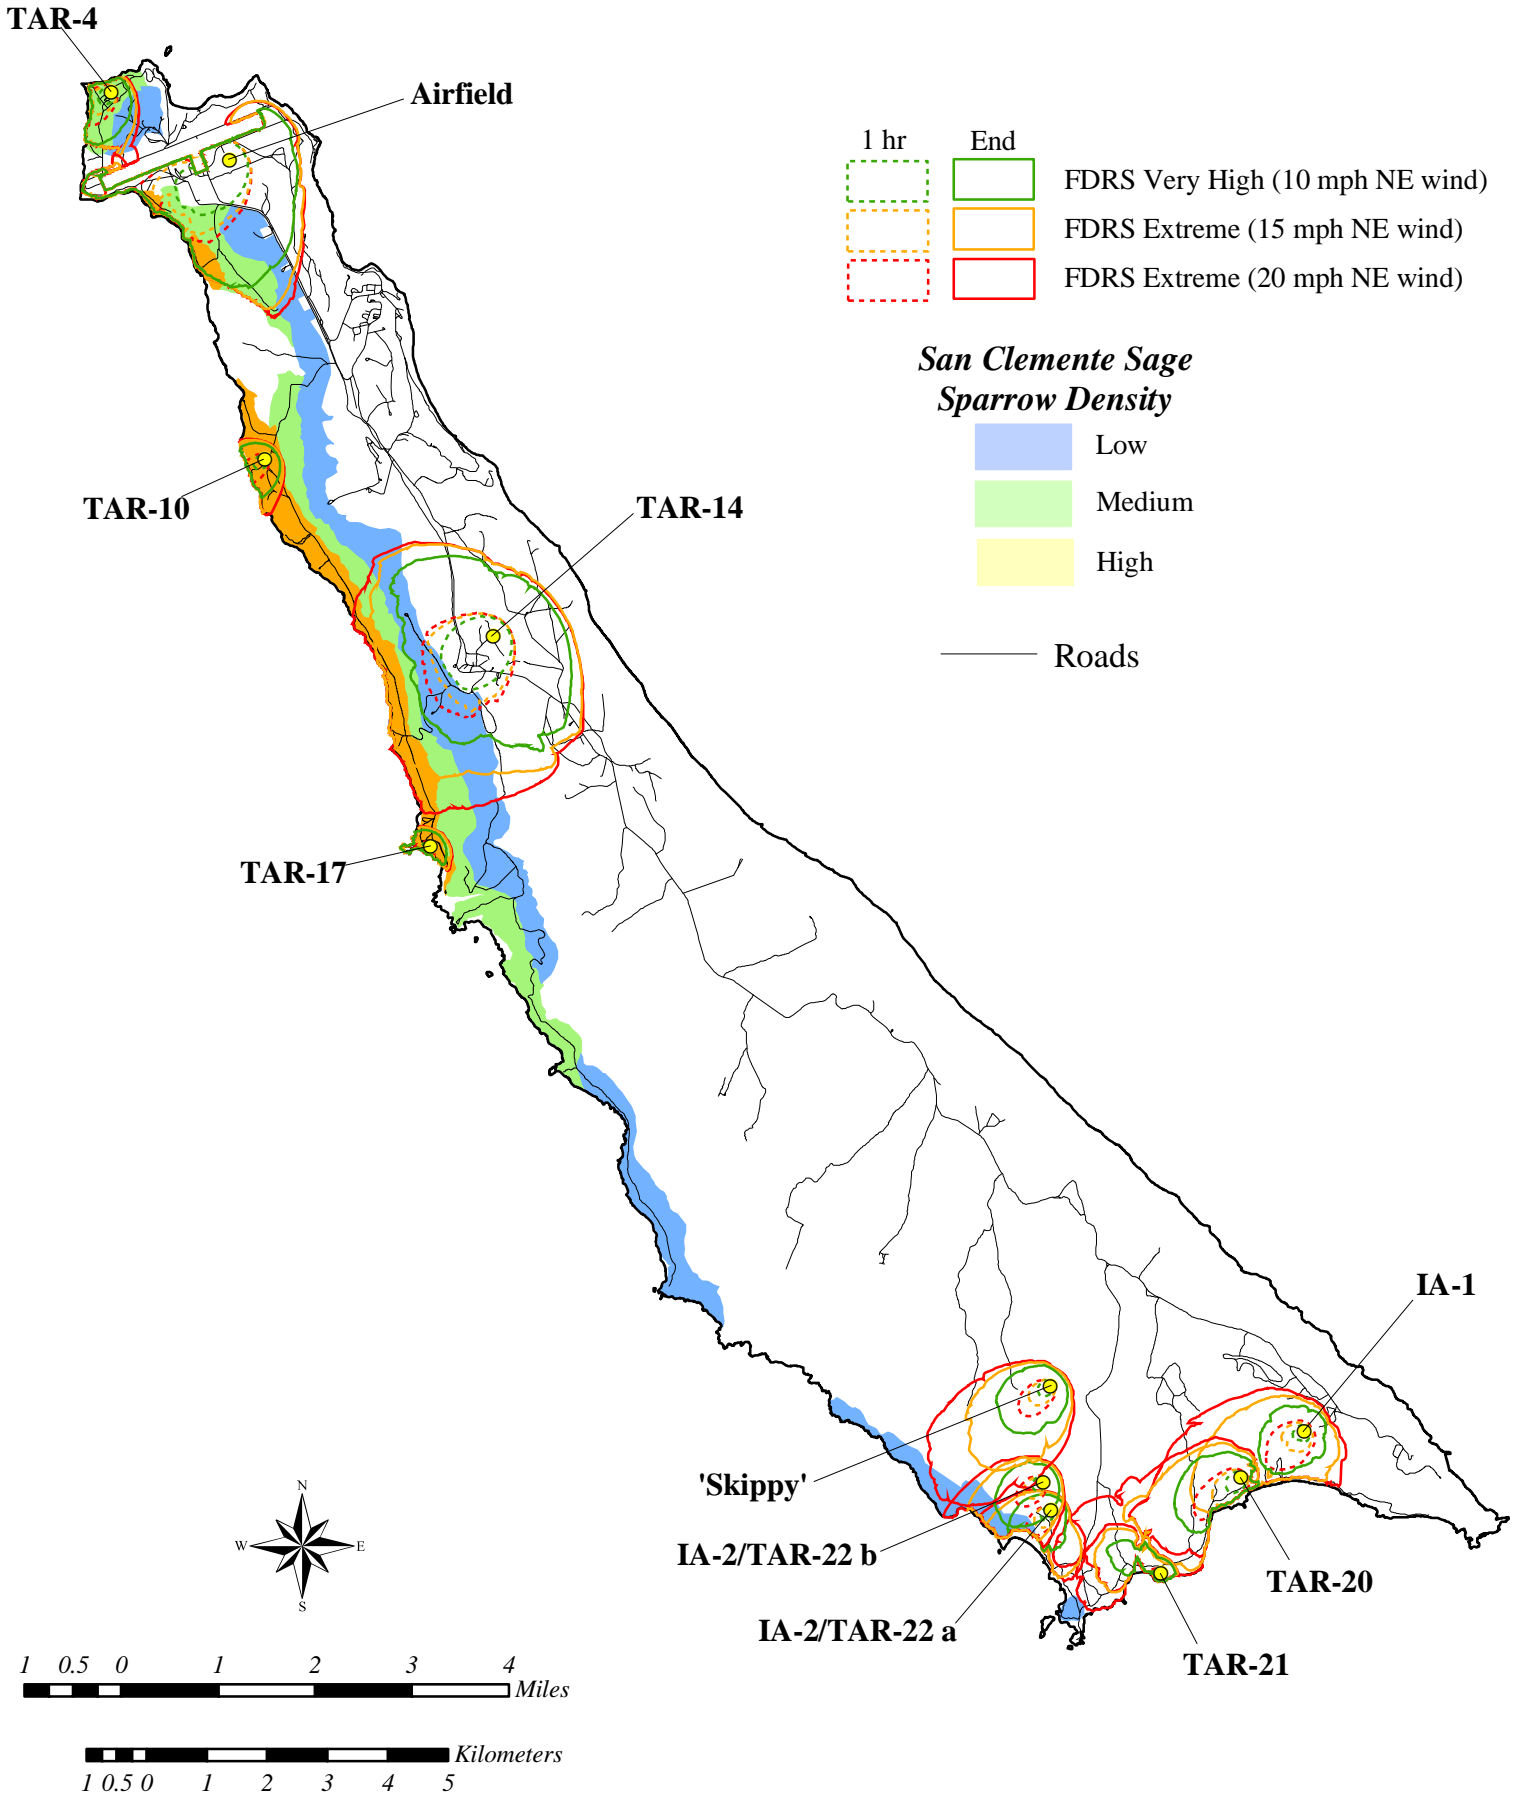 TAR-4
Airfield
1 hr End
FDRS Very High (10 mph NE wind)
FDRS Extreme (15 mph NE wind)
FDRS Extreme (20 mph NE wind)
San Clemente Sage
Sparrow Density
Low
Medium
High
Roads
TAR-10
TAR-14
TAR-17
IA-1
'Skippy'
IA-2/TAR-22 b
IA-2/TAR-22 a
TAR-20
TAR-21
N
W E
S
1 0.5 0 1 2 3 4
Miles
Kilometers
1 0.5 0 1 2 3 4 5